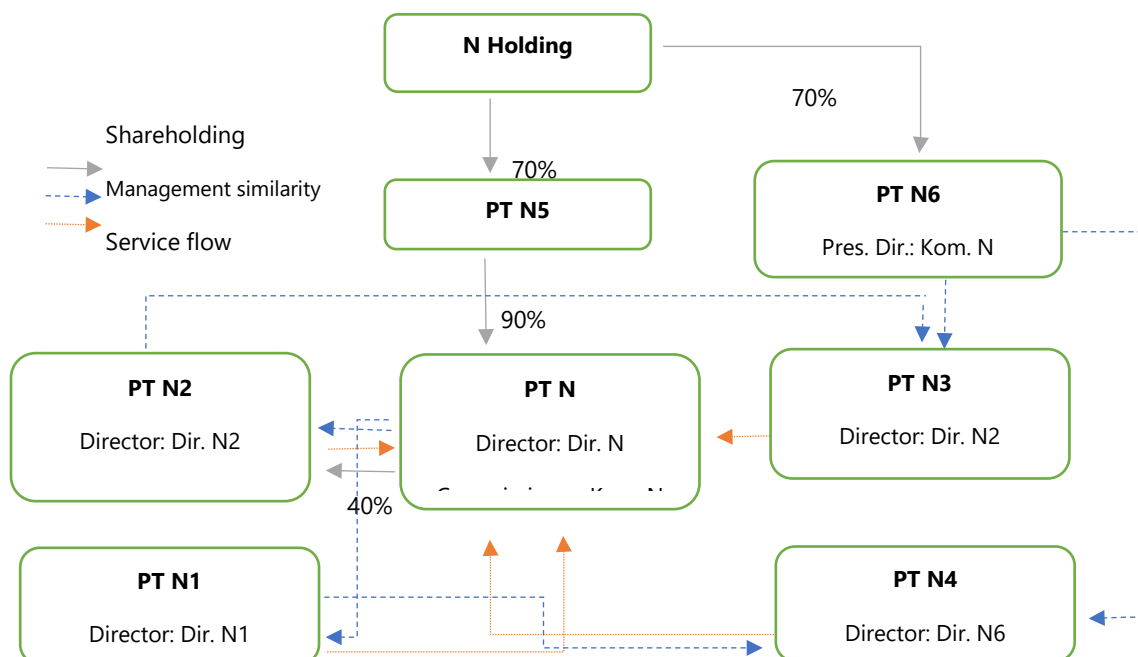 N Holding
70%
Shareholding
70%
Management similarity
PT N5
PT N6
Service flow
Pres. Dir.: Kom. N
90%
PT N2
PT N
PT N3
Director: Dir. N2
Director: Dir. N
Director: Dir. N2
40%
PT N1
PT N4
Director: Dir. N1
Director: Dir. N6